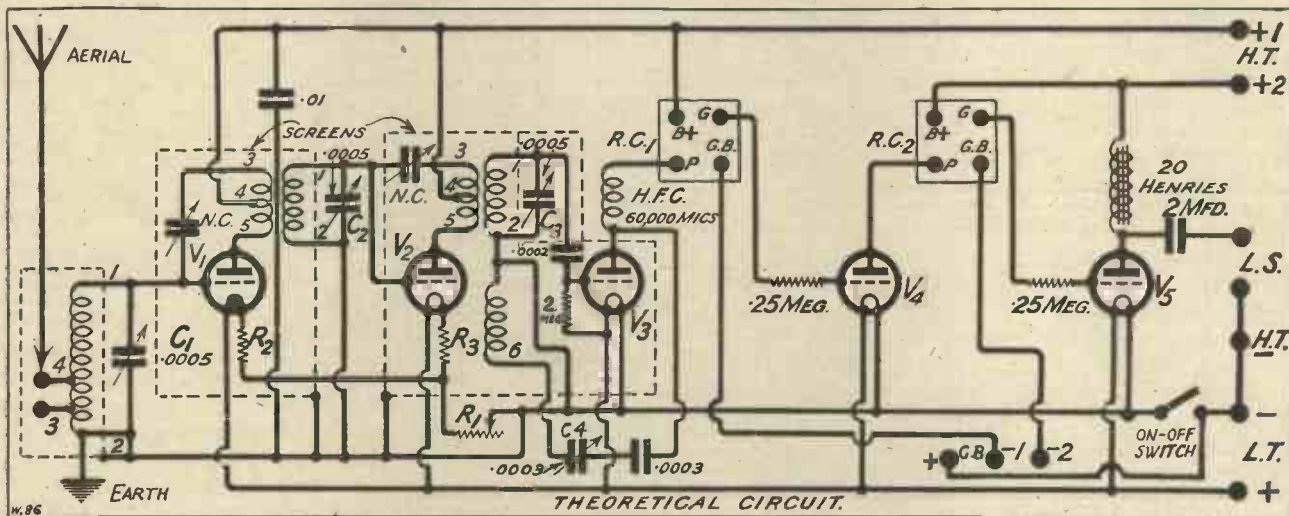 AERIAL
+1
H.T.
+2
.01
SCREENS
3
.0005
4
5
N.C.
V1
1
2
C2
N.C.
3
4
5
V2
.0005
1
2
C3
.0002
R.C.1
B+
G
P
G.B.
H.F.C.
60,000 MICS
R.C.2
B+
G
P
G.B.
20
HENRIES
2 MFD.
L.S.
1
C1
.0005
4
3
2
R2
R3
6
2
V3
.25 MEG.
V4
.25 MEG.
V5
H.T.
-
R1
C4
.0003
.0003
+
G.B.
-1
-2
ON-OFF
SWITCH
-
L.T.
+
EARTH
THEORETICAL CIRCUIT.
W.86